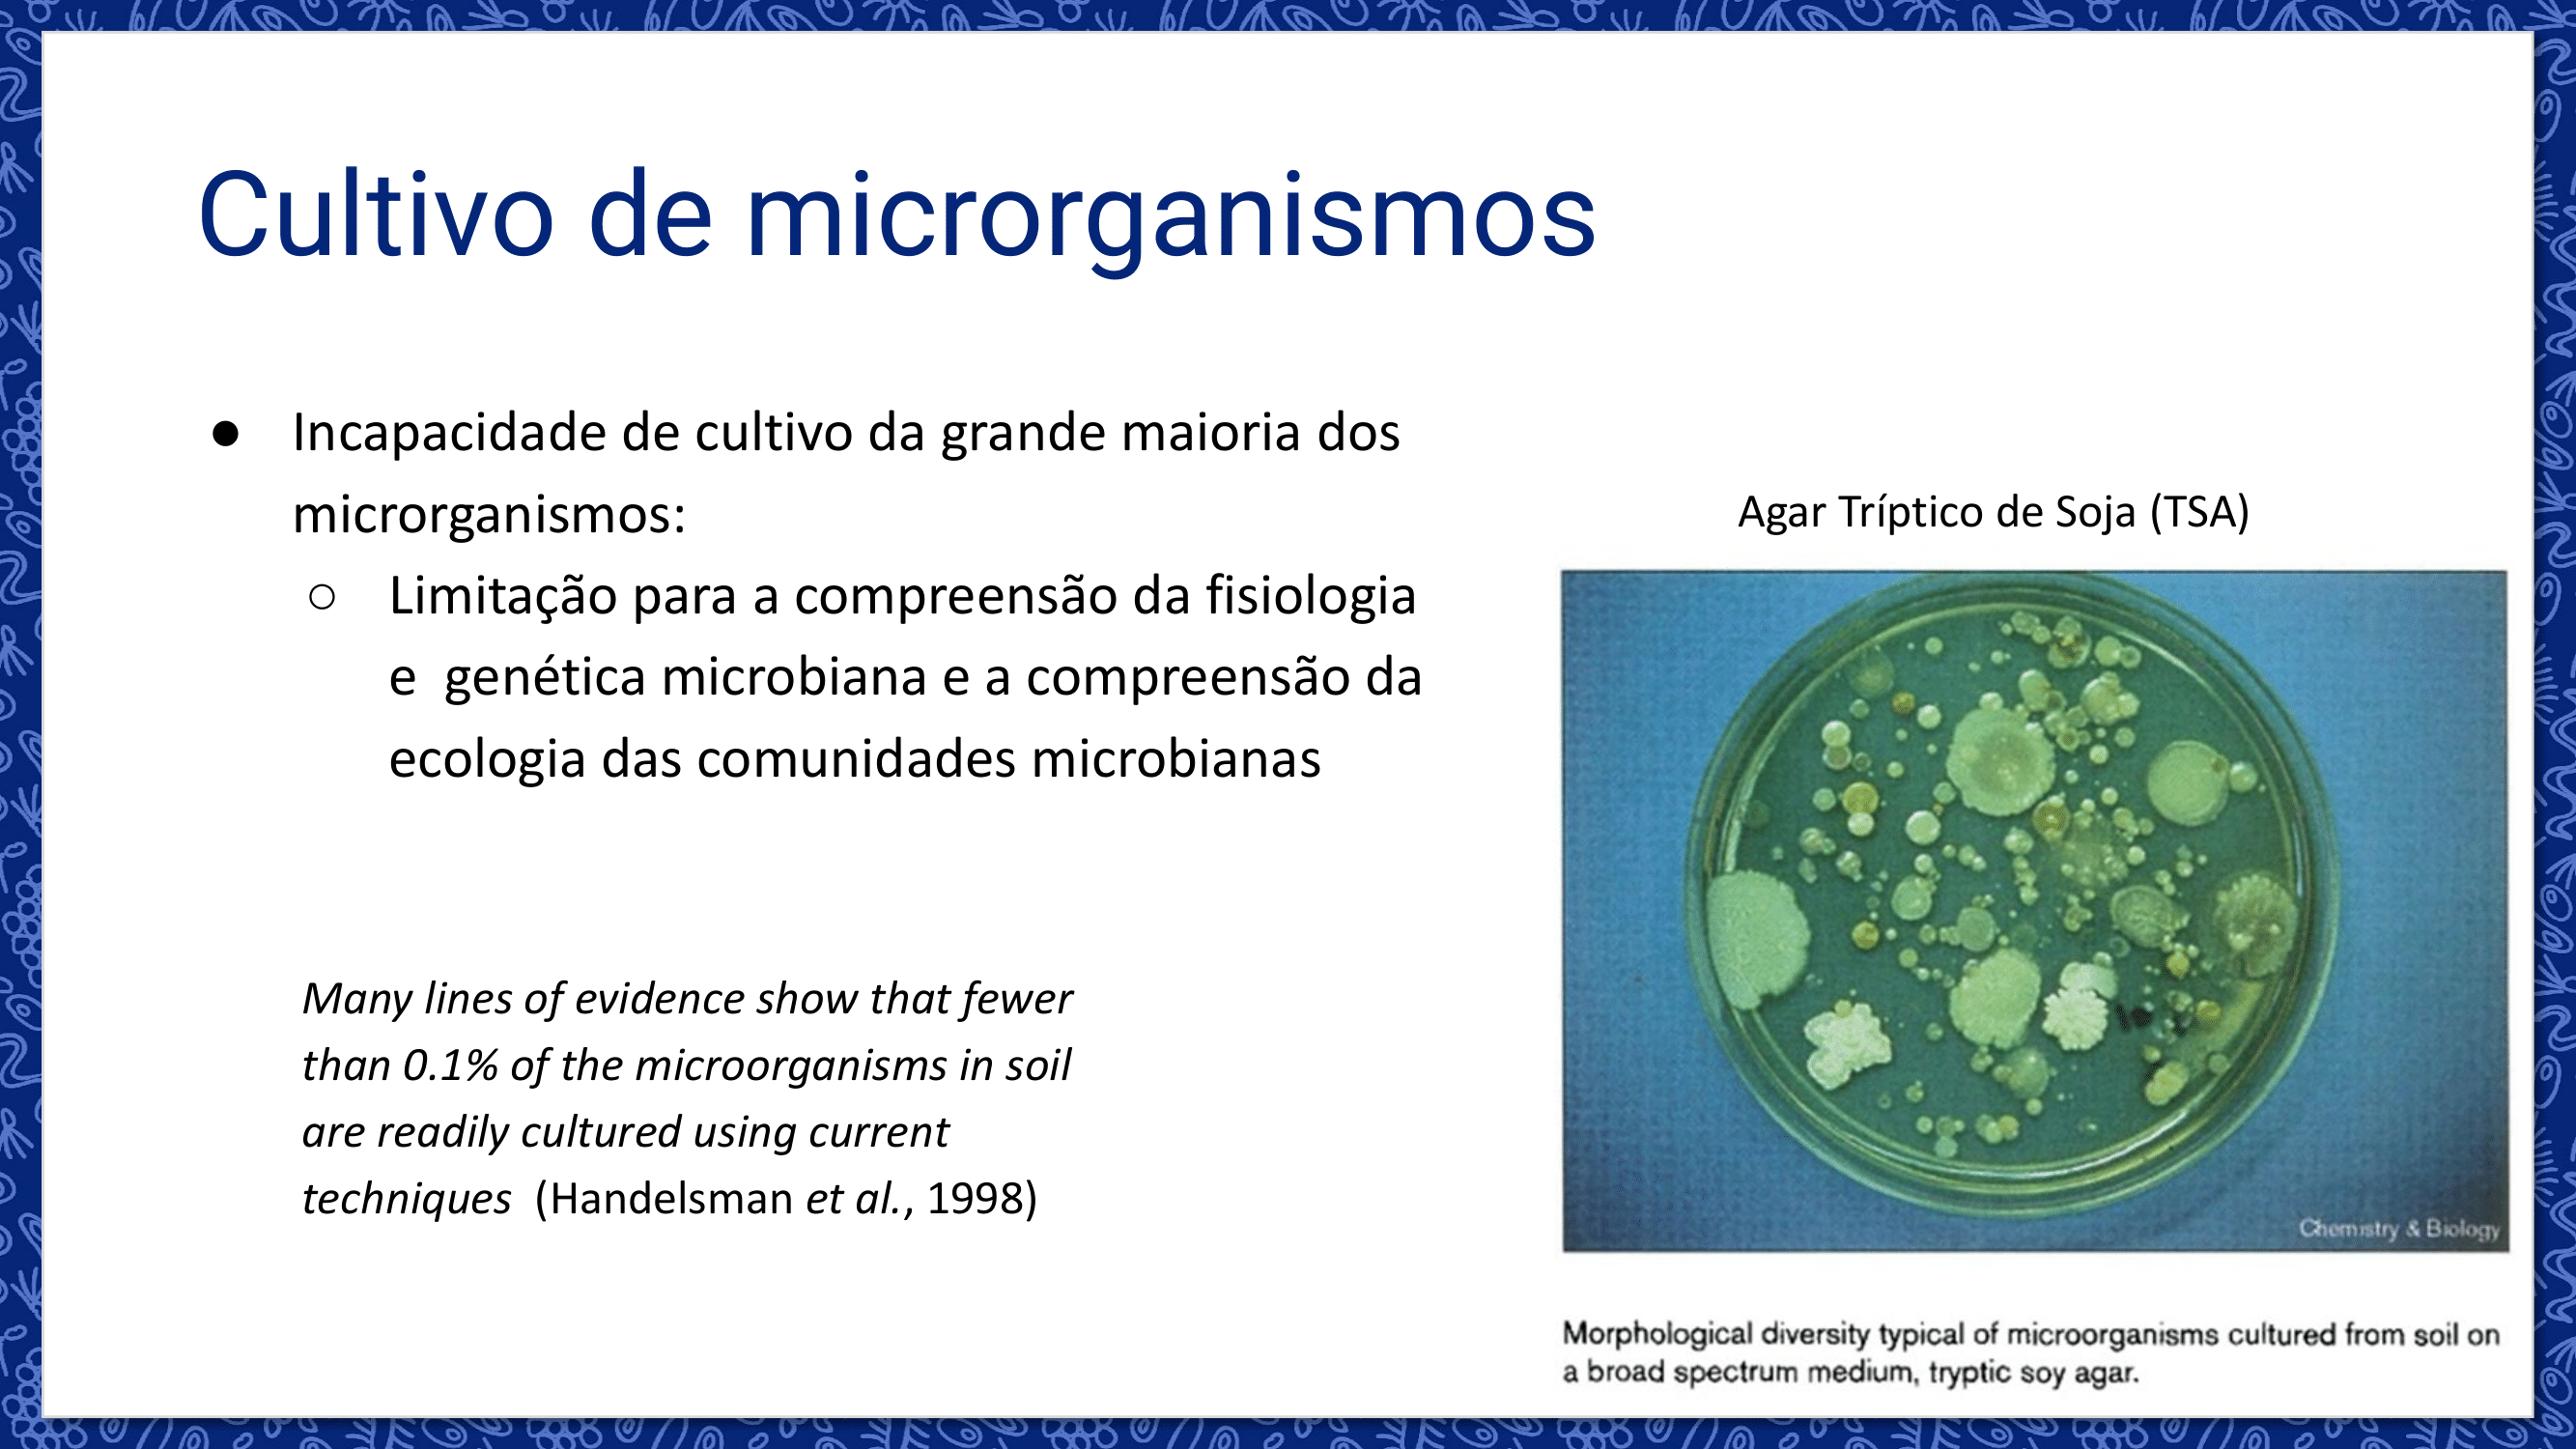 Cultivo de microrganismos
● Incapacidade de cultivo da grande maioria dos
microrganismos:
○ Limitação para a compreensão da fisiologia
e genética microbiana e a compreensão da
ecologia das comunidades microbianas
Many lines of evidence show that fewer
than 0.1% of the microorganisms in soil
are readily cultured using current
techniques (Handelsman et al., 1998)
Agar Tríptico de Soja (TSA)
Chemistry & Biology
Morphological diversity typical of microorganisms cultured from soil on
a broad spectrum medium, tryptic soy agar.